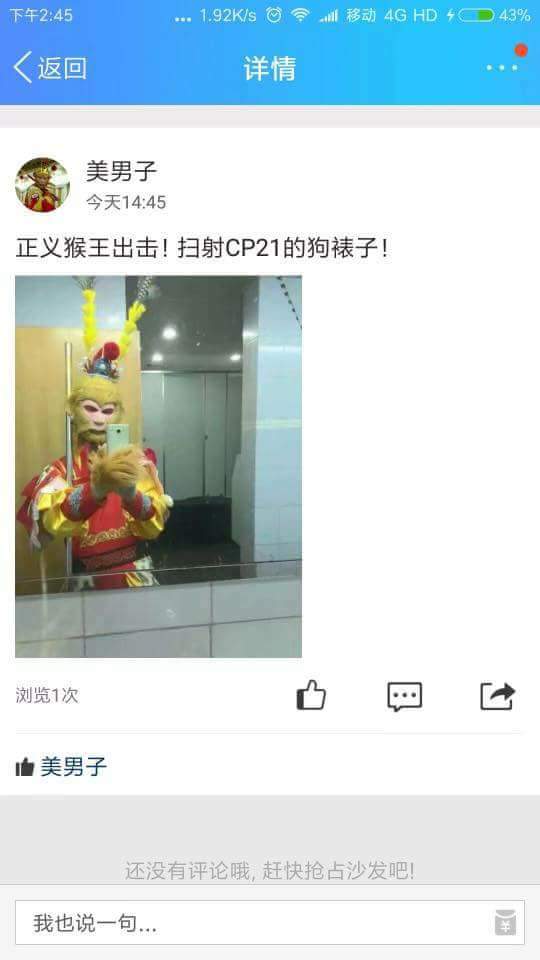 下午2:45 ... 1.92K/s 移动 4G HD 43%
返回 详情
美男子
今天14:45
正义猴王出击！扫射CP21的狗裱子！
浏览1次
美男子
还没有评论哦, 赶快抢占沙发吧!
我也说一句... ¥